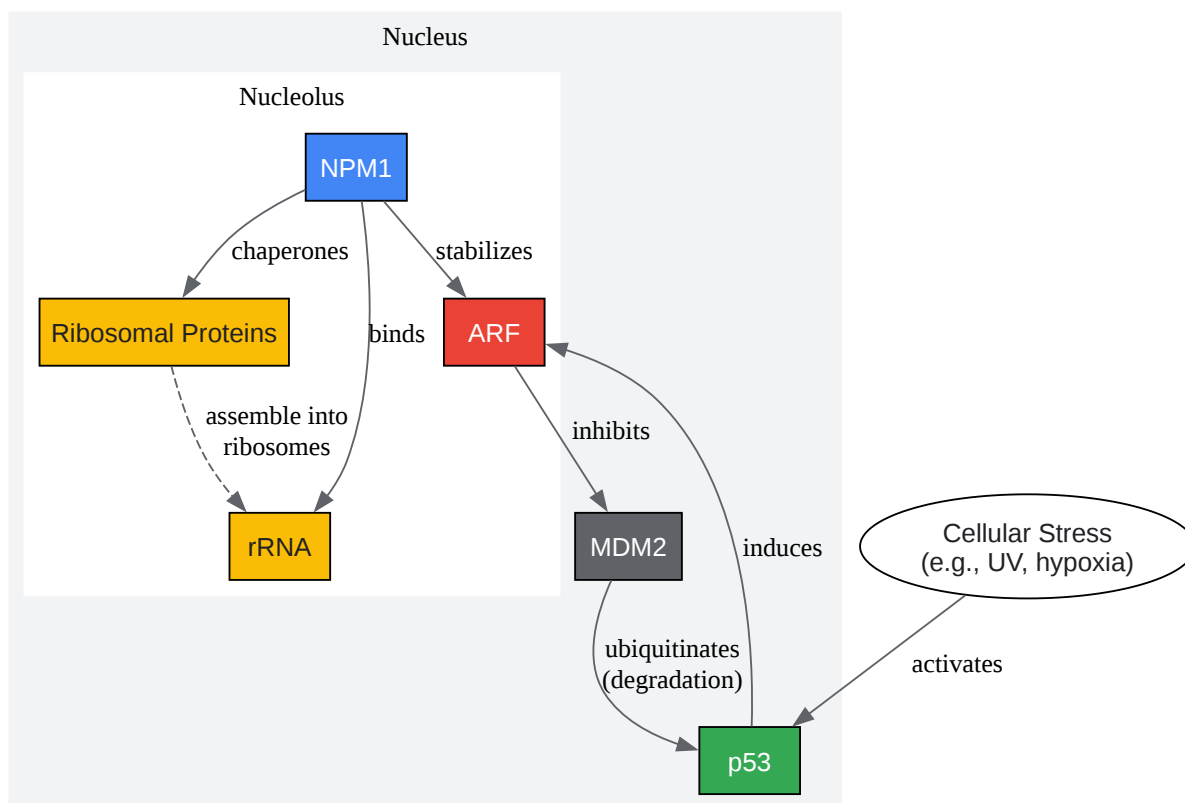 Nucleus
Nucleolus
NPM1
chaperones
stabilizes
Ribosomal Proteins
binds
ARF
assemble into
ribosomes
inhibits
rRNA
MDM2
induces
Cellular Stress
(e.g., UV, hypoxia)
ubiquitinates
(degradation)
activates
p53